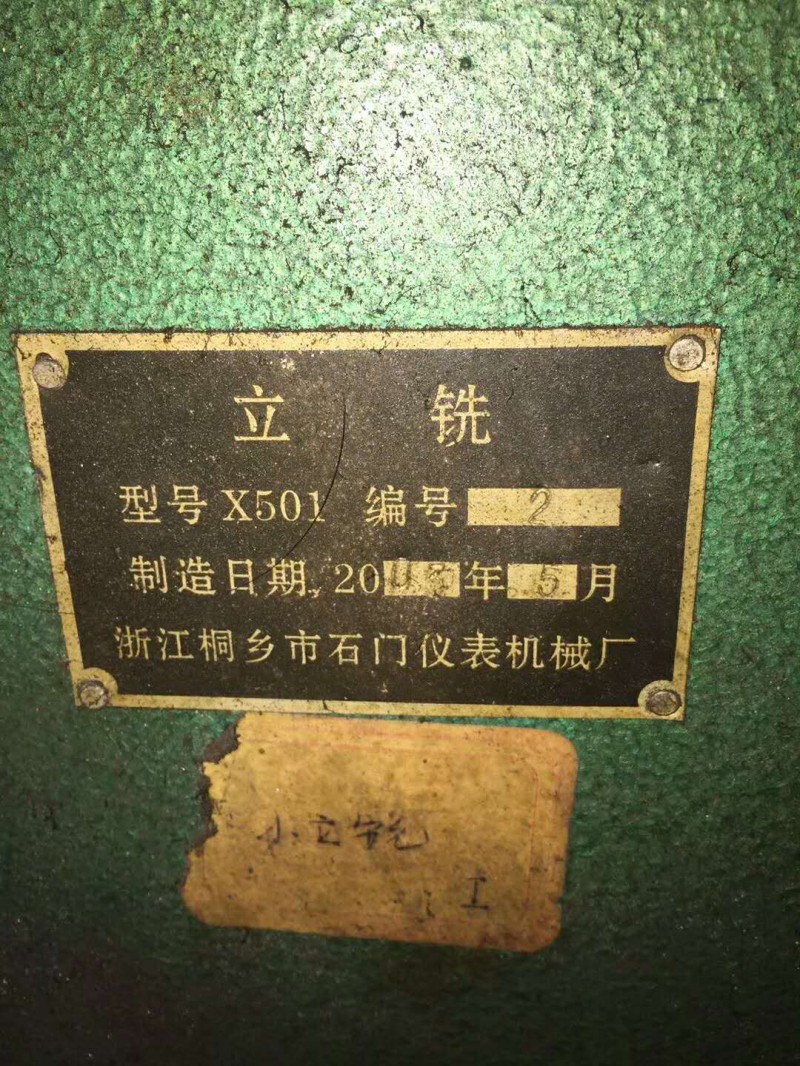 立 铣
型号 X501 编号 2
制造日期 20 年 5 月
浙江桐乡市石门仪表机械厂
小立
工